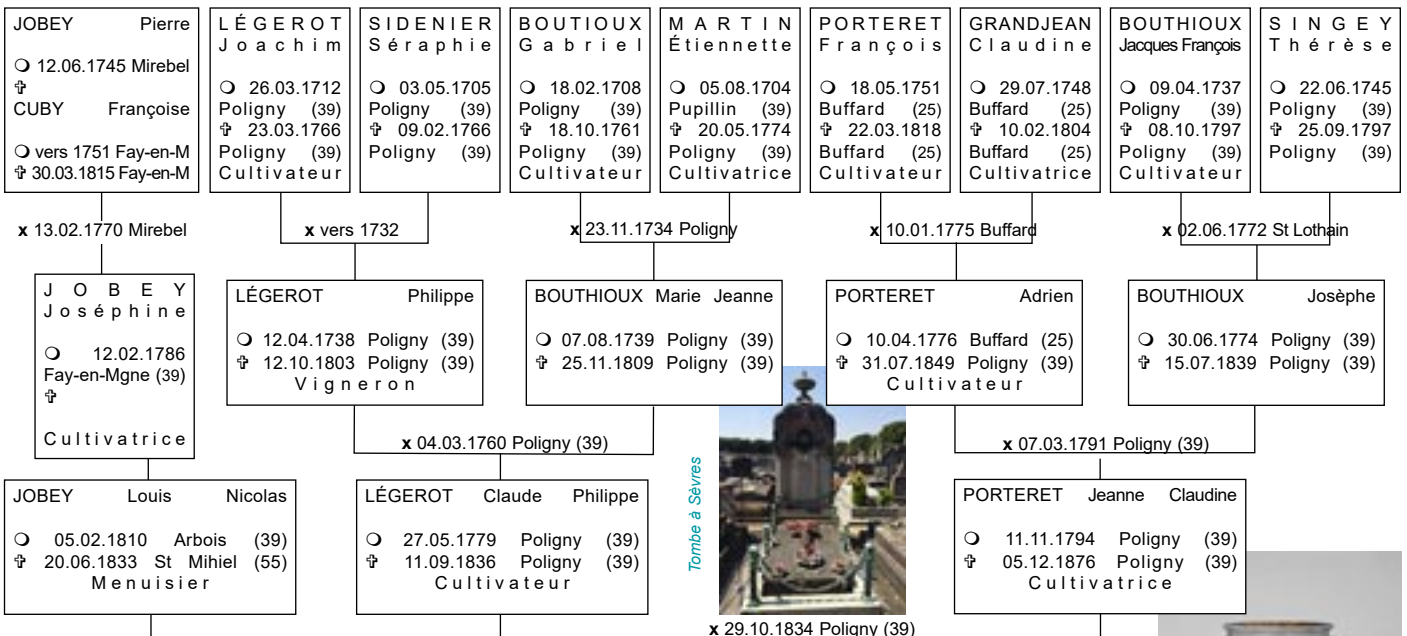 JOBEY Pierre
O 12.06.1745 Mirebel
✞
CUBY Françoise
O vers 1751 Fay-en-M
✞ 30.03.1815 Fay-en-M
LÉGEROT
Joachim
O 26.03.1712
Poligny (39)
✞ 23.03.1766
Poligny (39)
Cultivateur
SIDENIER
Séraphie
O 03.05.1705
Poligny (39)
✞ 09.02.1766
Poligny (39)
BOUTIOUX
Gabriel
O 18.02.1708
Poligny (39)
✞ 18.10.1761
Poligny (39)
Cultivateur
MARTIN
Étiennette
O 05.08.1704
Pupillin (39)
✞ 20.05.1774
Poligny (39)
Cultivatrice
PORTERET
François
O 18.05.1751
Buffard (25)
✞ 22.03.1818
Buffard (25)
Cultivateur
GRANDJEAN
Claudine
O 29.07.1748
Buffard (25)
✞ 10.02.1804
Buffard (25)
Cultivatrice
BOUTHIOUX
Jacques François
O 09.04.1737
Poligny (39)
✞ 08.10.1797
Poligny (39)
Cultivateur
SINGEY
Thérèse
O 22.06.1745
Poligny (39)
✞ 25.09.1797
Poligny (39)
x 13.02.1770 Mirebel
x vers 1732
x 23.11.1734 Poligny
x 10.01.1775 Buffard
x 02.06.1772 St Lothain
JOBEY
Joséphine
O 12.02.1786
Fay-en-Mgne (39)
✞
Cultivatrice
LÉGEROT Philippe
O 12.04.1738 Poligny (39)
✞ 12.10.1803 Poligny (39)
Vigneron
BOUTHIOUX Marie Jeanne
O 07.08.1739 Poligny (39)
✞ 25.11.1809 Poligny (39)
PORTERET Adrien
O 10.04.1776 Buffard (25)
✞ 31.07.1849 Poligny (39)
Cultivateur
BOUTHIOUX Josèphe
O 30.06.1774 Poligny (39)
✞ 15.07.1839 Poligny (39)
x 04.03.1760 Poligny (39)
x 07.03.1791 Poligny (39)
JOBEY Louis Nicolas
O 05.02.1810 Arbois (39)
✞ 20.06.1833 St Mihiel (55)
Menuisier
LÉGEROT Claude Philippe
O 27.05.1779 Poligny (39)
✞ 11.09.1836 Poligny (39)
Cultivateur
Tombe à Sèvres
PORTERET Jeanne Claudine
O 11.11.1794 Poligny (39)
✞ 05.12.1876 Poligny (39)
Cultivatrice
x 29.10.1834 Poligny (39)